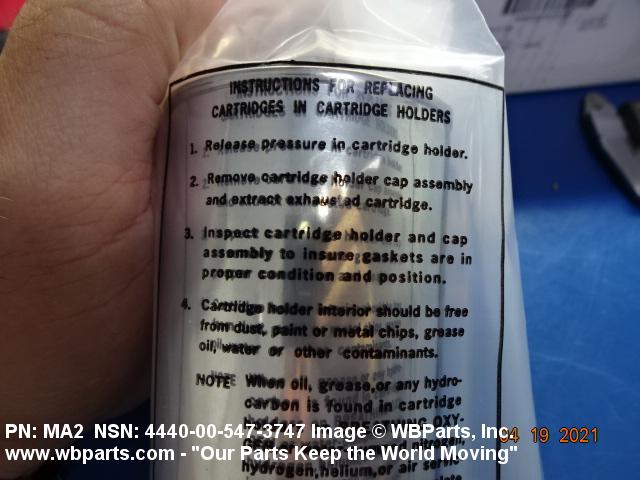 INSTRUCTIONS FOR REPLACING
CARTRIDGES IN CARTRIDGE HOLDERS
1. Release pressure in cartridge holder.
2. Remove cartridge holder cap assembly
and extract exhausted cartridge.
3. Inspect cartridge holder and cap
assembly to insure gaskets are in
proper condition and position.
4. Cartridge holder interior should be free
from dust, paint or metal chips, grease
oil, water or other contaminants.
NOTE When oil, grease, or any hydro-
carbon is found in cartridge
OXY-
hydrogen, helium, or air
PN: MA2 NSN: 4440-00-547-3747 Image © WBParts, Inc.
04 19 2021
www.wbparts.com - "Our Parts Keep the World Moving"